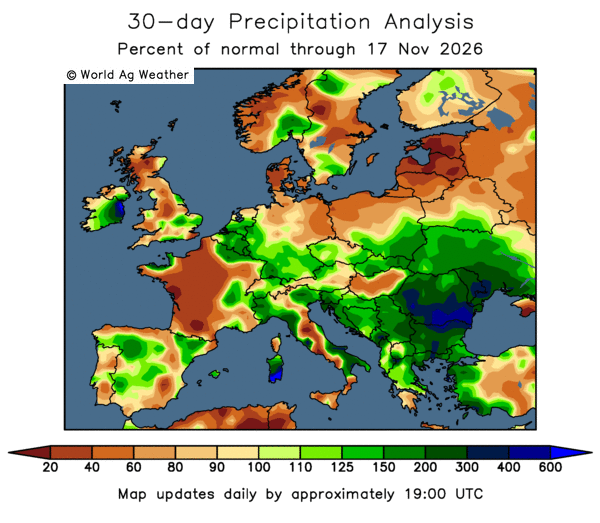 30-day Precipitation Analysis
Percent of normal through 17 Nov 2026
© World Ag Weather
20 40 60 80 90 100 110 125 150 200 300 400 600
Map updates daily by approximately 19:00 UTC